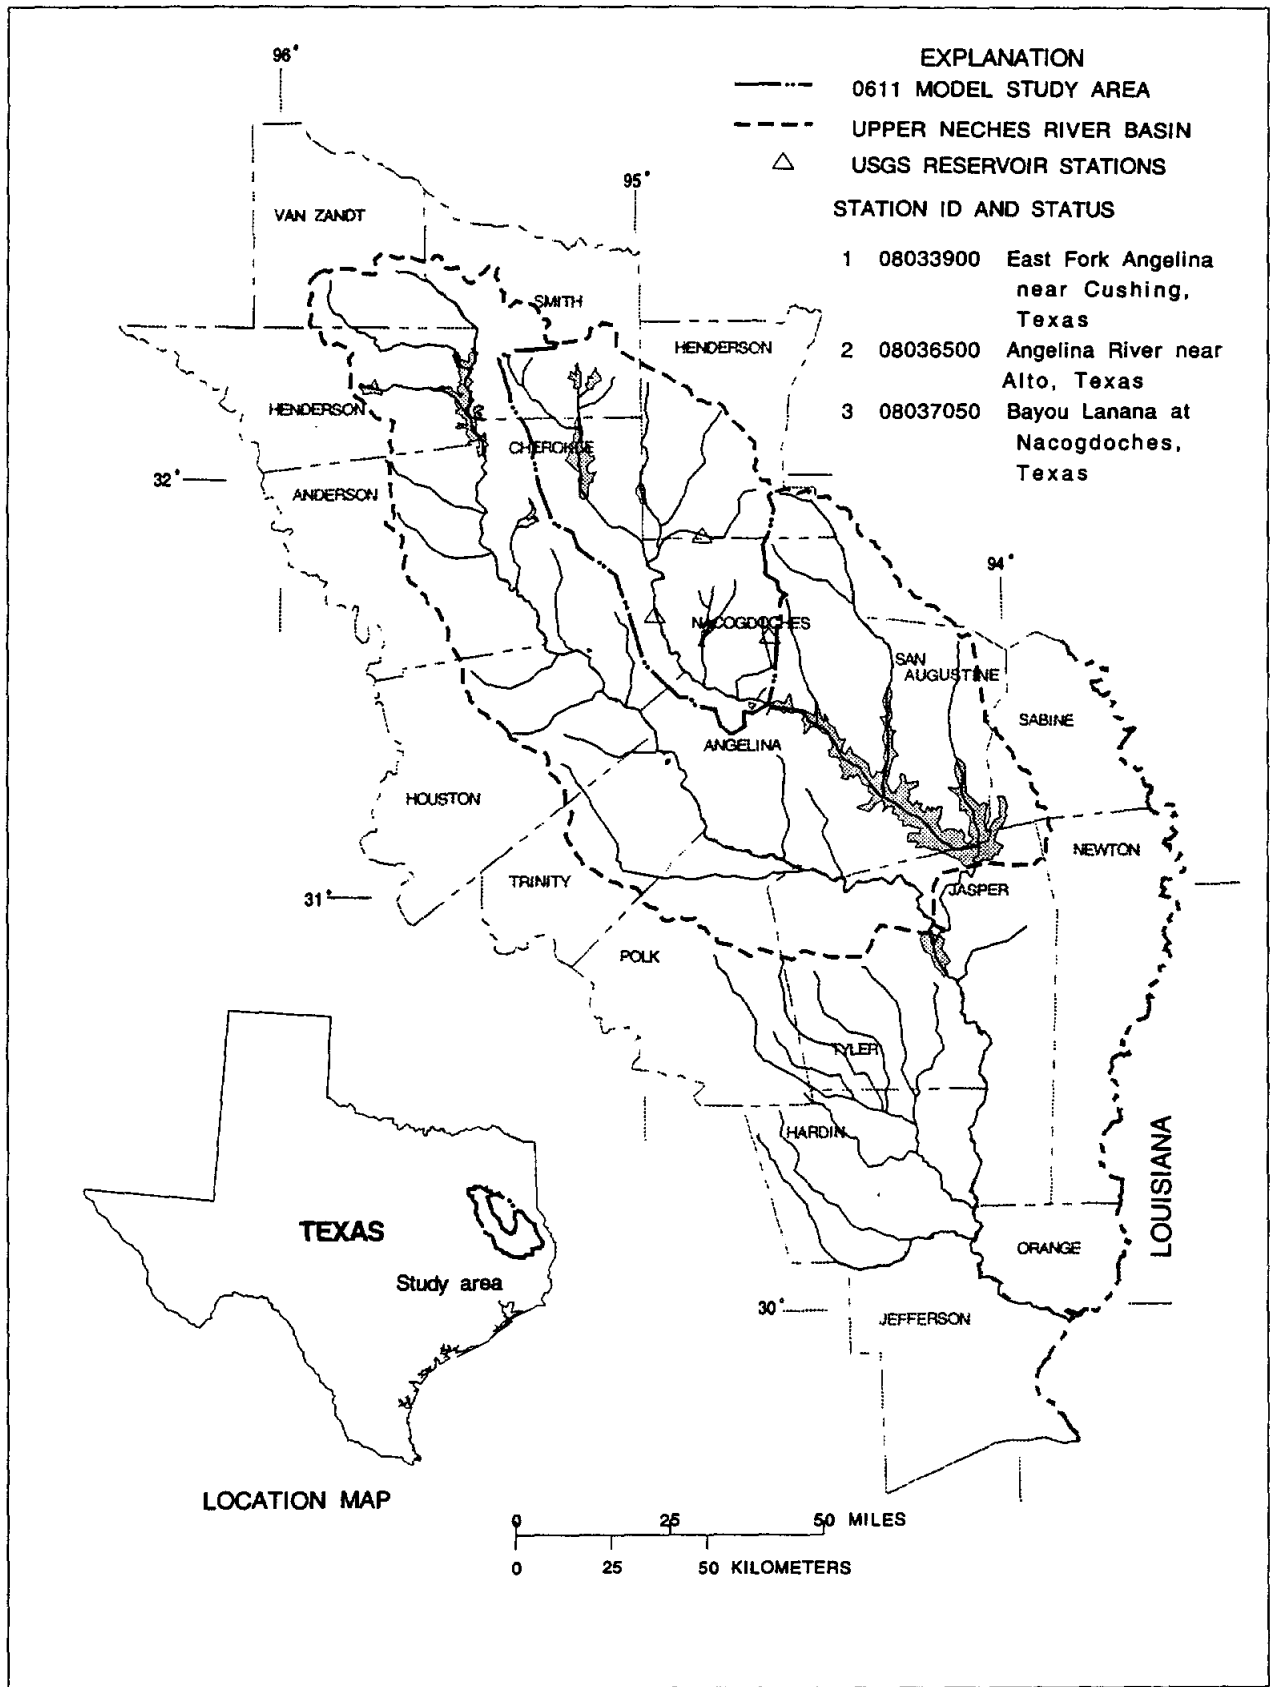 EXPLANATION
0611 MODEL STUDY AREA
UPPER NECHES RIVER BASIN
USGS RESERVOIR STATIONS
STATION ID AND STATUS
1 08033900 East Fork Angelina
near Cushing,
Texas
2 08036500 Angelina River near
Alto, Texas
3 08037050 Bayou Lanana at
Nacogdoches,
Texas
96°
95°
VAN ZANDT
SMITH
HENDERSON
HENDERSON
CHEROKEE
32°
ANDERSON
94°
NACOGDOCHES
SAN
AUGUSTINE
SABINE
ANGELINA
HOUSTON
NEWTON
TRINITY
JASPER
31°
POLK
TYLER
HARDIN
LOUISIANA
TEXAS
ORANGE
Study area
30°
JEFFERSON
LOCATION MAP
0 25 50 MILES
0 25 50 KILOMETERS